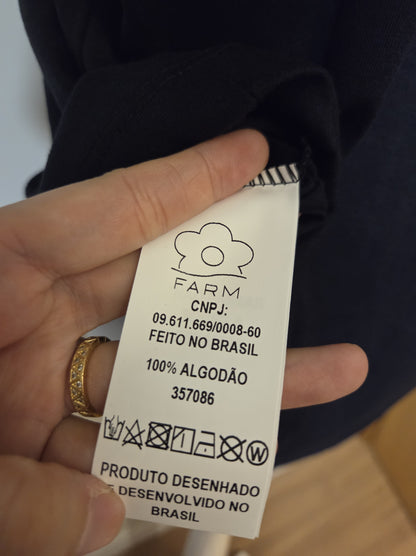 FARM
CNPJ:
09.611.669/0008-60
FEITO NO BRASIL
100% ALGODÃO
357086
W
PRODUTO DESENHADO
E DESENVOLVIDO NO
BRASIL